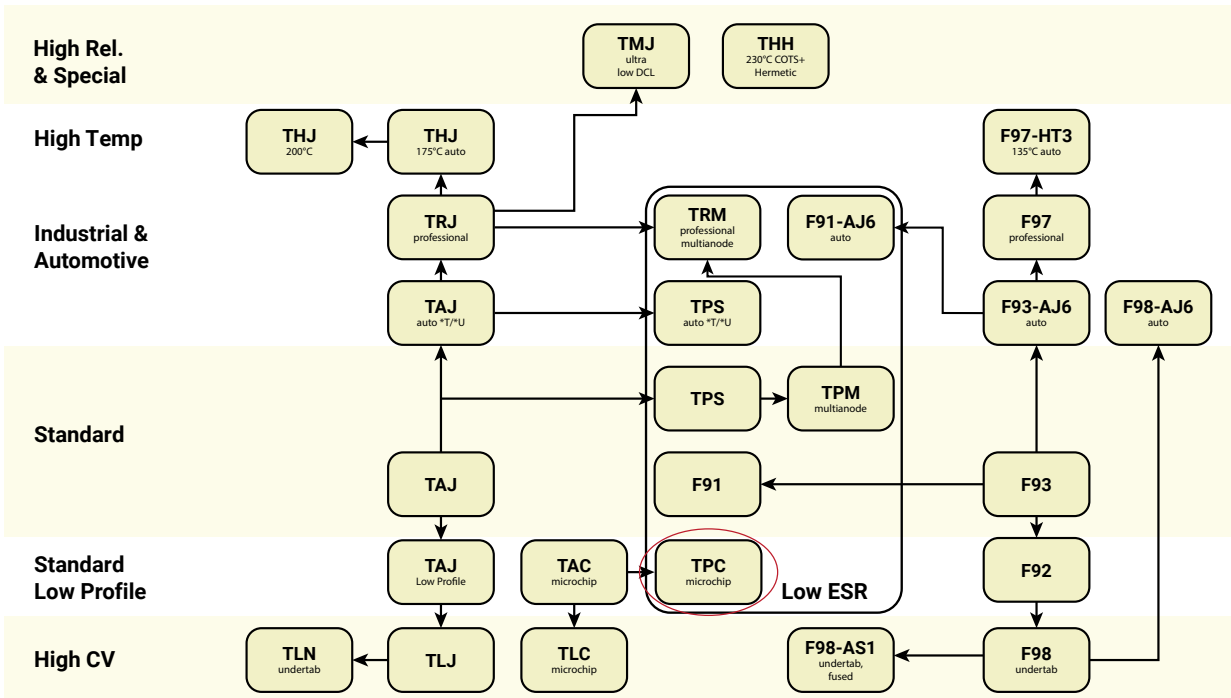 High Rel.
& Special
TMJ
ultra
low DCL
THH
230°C COTS+
Hermetic
High Temp
THJ
200°C
THJ
175°C auto
F97-HT3
135°C auto
Industrial &
Automotive
TRJ
professional
TRM
professional
multianode
F91-AJ6
auto
F97
professional
TAJ
auto *T/*U
TPS
auto *T/*U
F93-AJ6
auto
F98-AJ6
auto
Standard
TPS
TPM
multianode
TAJ
F91
F93
Standard
Low Profile
TAJ
Low Profile
TAC
microchip
TPC
microchip
Low ESR
F92
High CV
TLN
undertab
TLJ
TLC
microchip
F98-AS1
undertab,
fused
F98
undertab